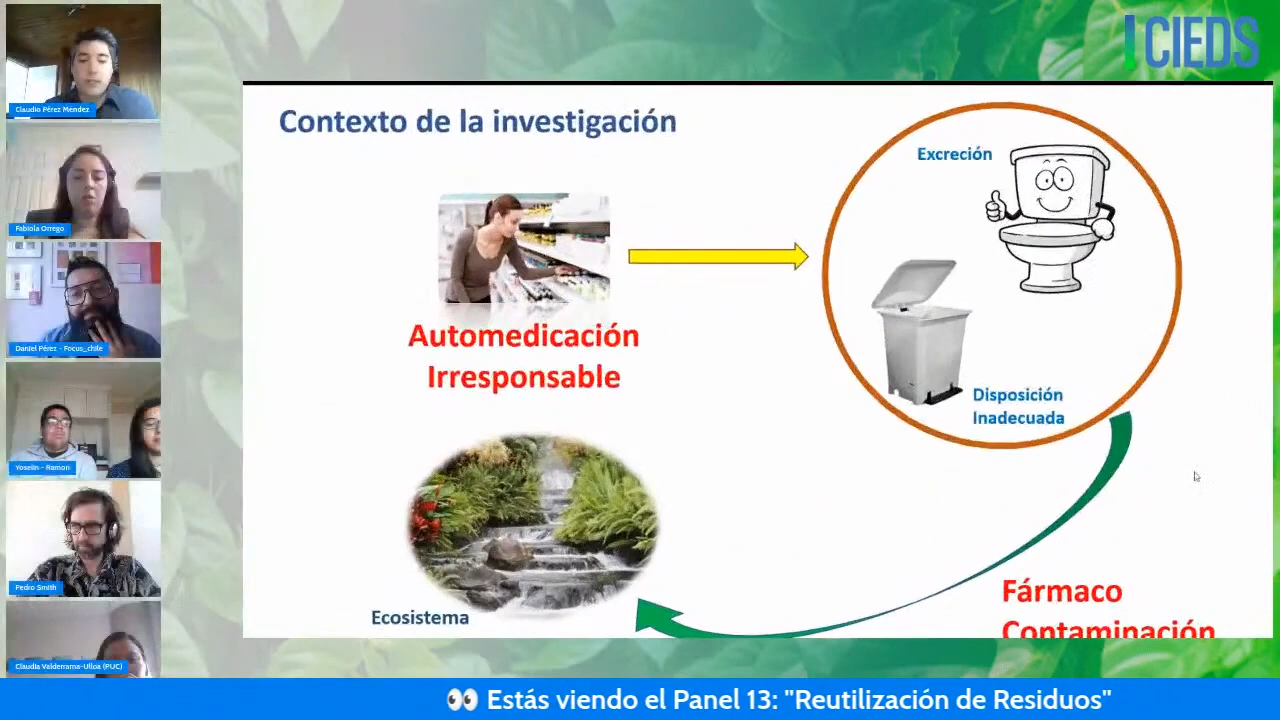 CIEDS
Claudio Pérez Méndez
Fabiola Orrego
Daniel Pérez - Focus_chile
Yoselin - Ramon
Pedro Smith
Claudia Valderrama-Ulloa (PUC)
Contexto de la investigación
Excreción
Automedicación
Irresponsable
Disposición
Inadecuada
Ecosistema
Fármaco
Contaminación
👀 Estás viendo el Panel 13: "Reutilización de Residuos"